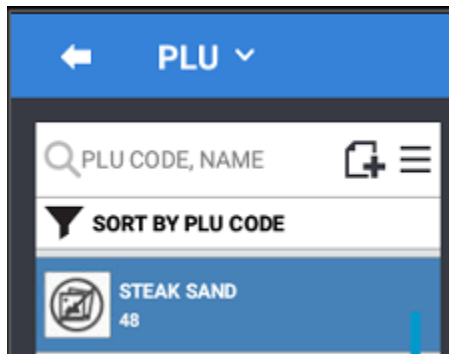 PLU
PLU CODE, NAME
SORT BY PLU CODE
STEAK SAND
48